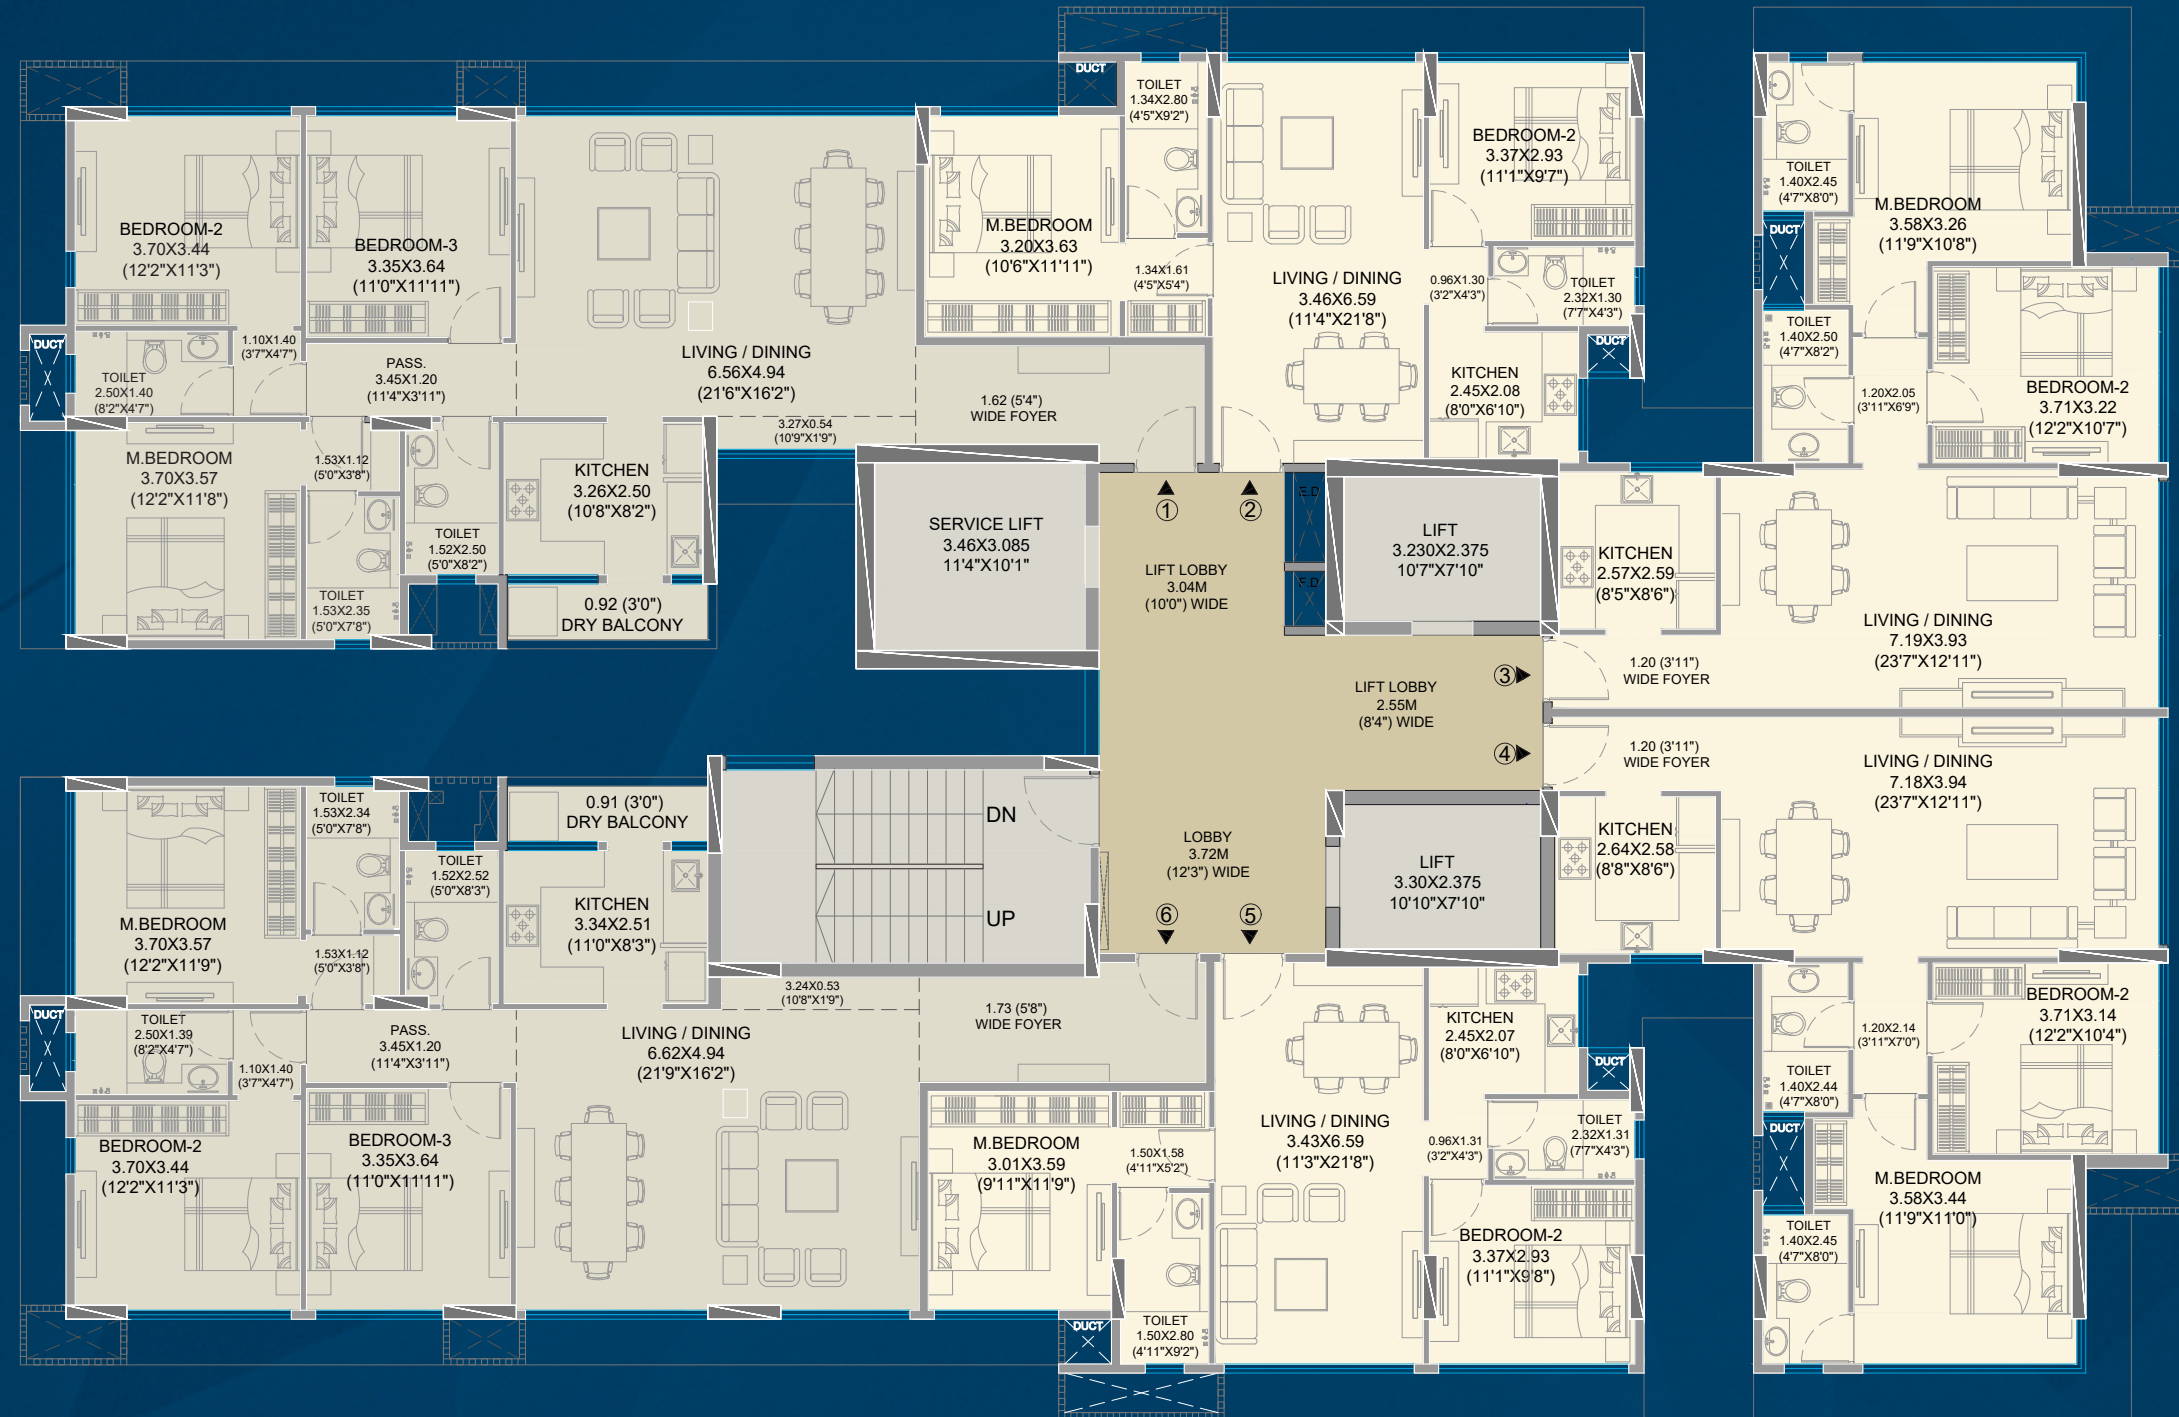 DUCT
TOILET
1.34X2.80
(4'5"X9'2")
BEDROOM-2
3.37X2.93
(11'1"X9'7")
TOILET
1.40X2.45
(4'7"X8'0")
M.BEDROOM
3.58X3.26
(11'9"X10'8")
BEDROOM-2
3.70X3.44
(12'2"X11'3")
BEDROOM-3
3.35X3.64
(11'0"X11'11")
M.BEDROOM
3.20X3.63
(10'6"X11'11")
1.34X1.61
(4'5"X5'4")
LIVING / DINING
3.46X6.59
(11'4"X21'8")
0.96X1.30
(3'2"X4'3")
TOILET
2.32X1.30
(7'7"X4'3")
DUCT
DUCT
TOILET
1.40X2.50
(4'7"X8'2")
DUCT
1.10X1.40
(3'7"X4'7")
TOILET
2.50X1.40
(8'2"X4'7")
PASS.
3.45X1.20
(11'4"X3'11")
LIVING / DINING
6.56X4.94
(21'6"X16'2")
1.62 (5'4")
WIDE FOYER
3.27X0.54
(10'9"X1'9")
KITCHEN
2.45X2.08
(8'0"X6'10")
1.20X2.05
(3'11"X6'9")
BEDROOM-2
3.71X3.22
(12'2"X10'7")
M.BEDROOM
3.70X3.57
(12'2"X11'8")
1.53X1.12
(5'0"X3'8")
KITCHEN
3.26X2.50
(10'8"X8'2")
TOILET
1.52X2.50
(5'0"X8'2")
TOILET
1.53X2.35
(5'0"X7'8")
0.92 (3'0")
DRY BALCONY
SERVICE LIFT
3.46X3.085
11'4"X10'1"
1
2
E.D
LIFT LOBBY
3.04M
(10'0") WIDE
LIFT
3.230X2.375
10'7"X7'10"
KITCHEN
2.57X2.59
(8'5"X8'6")
LIVING / DINING
7.19X3.93
(23'7"X12'11")
1.20 (3'11")
WIDE FOYER
3
LIFT LOBBY
2.55M
(8'4") WIDE
4
1.20 (3'11")
WIDE FOYER
LIVING / DINING
7.18X3.94
(23'7"X12'11")
TOILET
1.53X2.34
(5'0"X7'8")
0.91 (3'0")
DRY BALCONY
DN
UP
LOBBY
3.72M
(12'3") WIDE
LIFT
3.30X2.375
10'10"X7'10"
KITCHEN
2.64X2.58
(8'8"X8'6")
TOILET
1.52X2.52
(5'0"X8'3")
M.BEDROOM
3.70X3.57
(12'2"X11'9")
1.53X1.12
(5'0"X3'8")
KITCHEN
3.34X2.51
(11'0"X8'3")
6
5
3.24X0.53
(10'8"X1'9")
1.73 (5'8")
WIDE FOYER
DUCT
TOILET
2.50X1.39
(8'2"X4'7")
1.10X1.40
(3'7"X4'7")
PASS.
3.45X1.20
(11'4"X3'11")
LIVING / DINING
6.62X4.94
(21'9"X16'2")
KITCHEN
2.45X2.07
(8'0"X6'10")
DUCT
BEDROOM-2
3.71X3.14
(12'2"X10'4")
1.20X2.14
(3'11"X7'0")
TOILET
1.40X2.44
(4'7"X8'0")
DUCT
BEDROOM-2
3.70X3.44
(12'2"X11'3")
BEDROOM-3
3.35X3.64
(11'0"X11'11")
M.BEDROOM
3.01X3.59
(9'11"X11'9")
1.50X1.58
(4'11"X5'2")
LIVING / DINING
3.43X6.59
(11'3"X21'8")
0.96X1.31
(3'2"X4'3")
TOILET
2.32X1.31
(7'7"X4'3")
M.BEDROOM
3.58X3.44
(11'9"X11'0")
BEDROOM-2
3.37X2.93
(11'1"X9'8")
TOILET
1.40X2.45
(4'7"X8'0")
DUCT
TOILET
1.50X2.80
(4'11"X9'2")